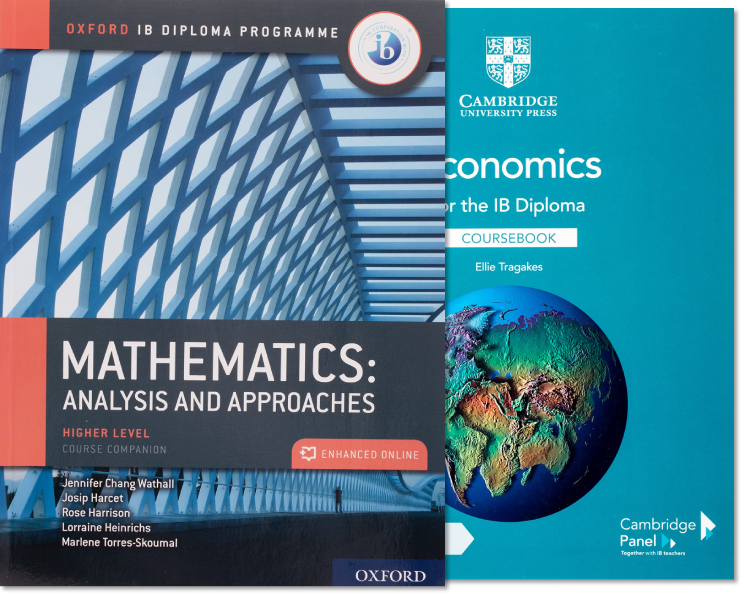 OXFORD IB DIPLOMA PROGRAMME
ib
MATHEMATICS:
ANALYSIS AND APPROACHES
HIGHER LEVEL
COURSE COMPANION
ENHANCED ONLINE
Jennifer Chang Wathall
Josip Harcet
Rose Harrison
Lorraine Heinrichs
Marlene Torres-Skoumal
OXFORD
CAMBRIDGE
UNIVERSITY PRESS
conomics
or the IB Diploma
COURSEBOOK
Ellie Tragakes
Cambridge
Panel
Together with IB teachers